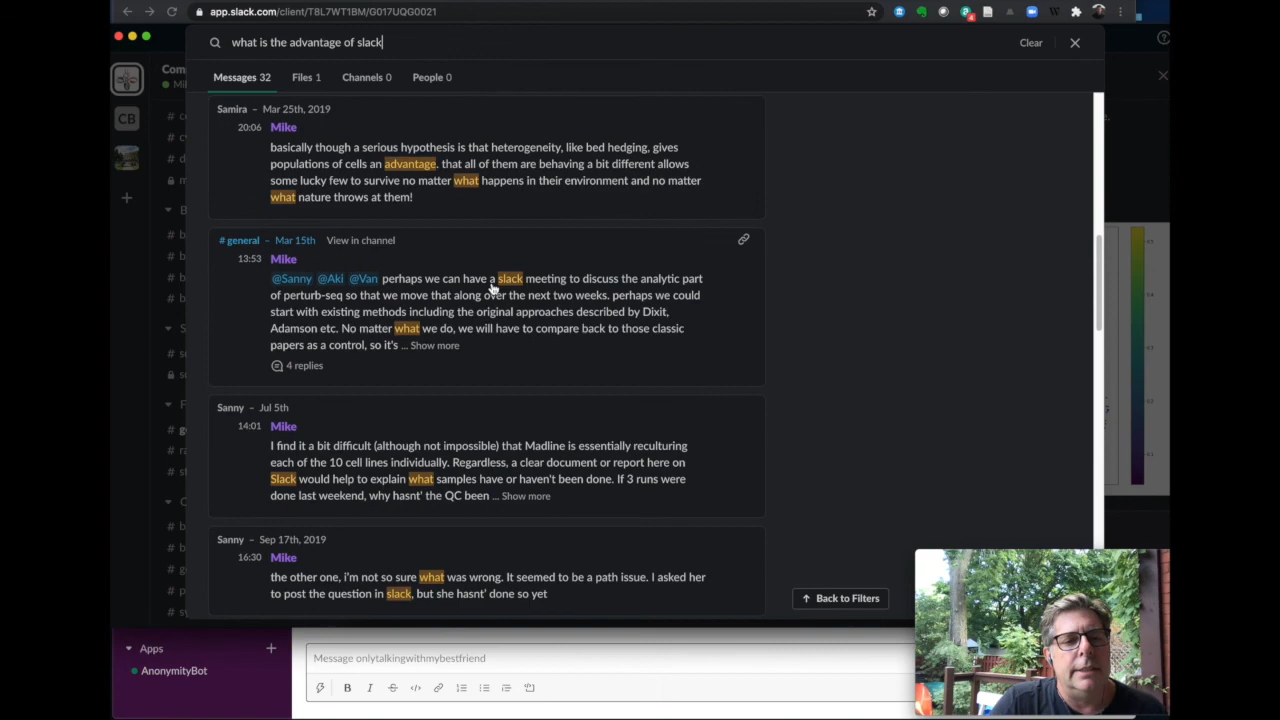 app.slack.com/client/T8L7WT1BM/G017UQG0021
what is the advantage of slack
Clear
Messages 32
Files 1
Channels 0
People 0
Com
CB
Samira – Mar 25th, 2019
20:06
Mike
basically though a serious hypothesis is that heterogeneity, like bed hedging, gives
populations of cells an advantage. that all of them are behaving a bit different allows
some lucky few to survive no matter what happens in their environment and no matter
what nature throws at them!
# general – Mar 15th View in channel
13:53
Mike
@Sanny @Aki @Van perhaps we can have a slack meeting to discuss the analytic part
of perturb-seq so that we move that along over the next two weeks. perhaps we could
start with existing methods including the original approaches described by Dixit,
Adamson etc. No matter what we do, we will have to compare back to those classic
papers as a control, so it's ... Show more
4 replies
Sanny – Jul 5th
14:01
Mike
I find it a bit difficult (although not impossible) that Madline is essentially reculturing
each of the 10 cell lines individually. Regardless, a clear document or report here on
Slack would help to explain what samples have or haven't been done. If 3 runs were
done last weekend, why hasnt' the QC been ... Show more
Sanny – Sep 17th, 2019
16:30
Mike
the other one, i'm not so sure what was wrong. It seemed to be a path issue. I asked her
to post the question in slack, but she hasnt' done so yet
Back to Filters
Apps
AnonymityBot
Message onlytalkingwithmybestfriend